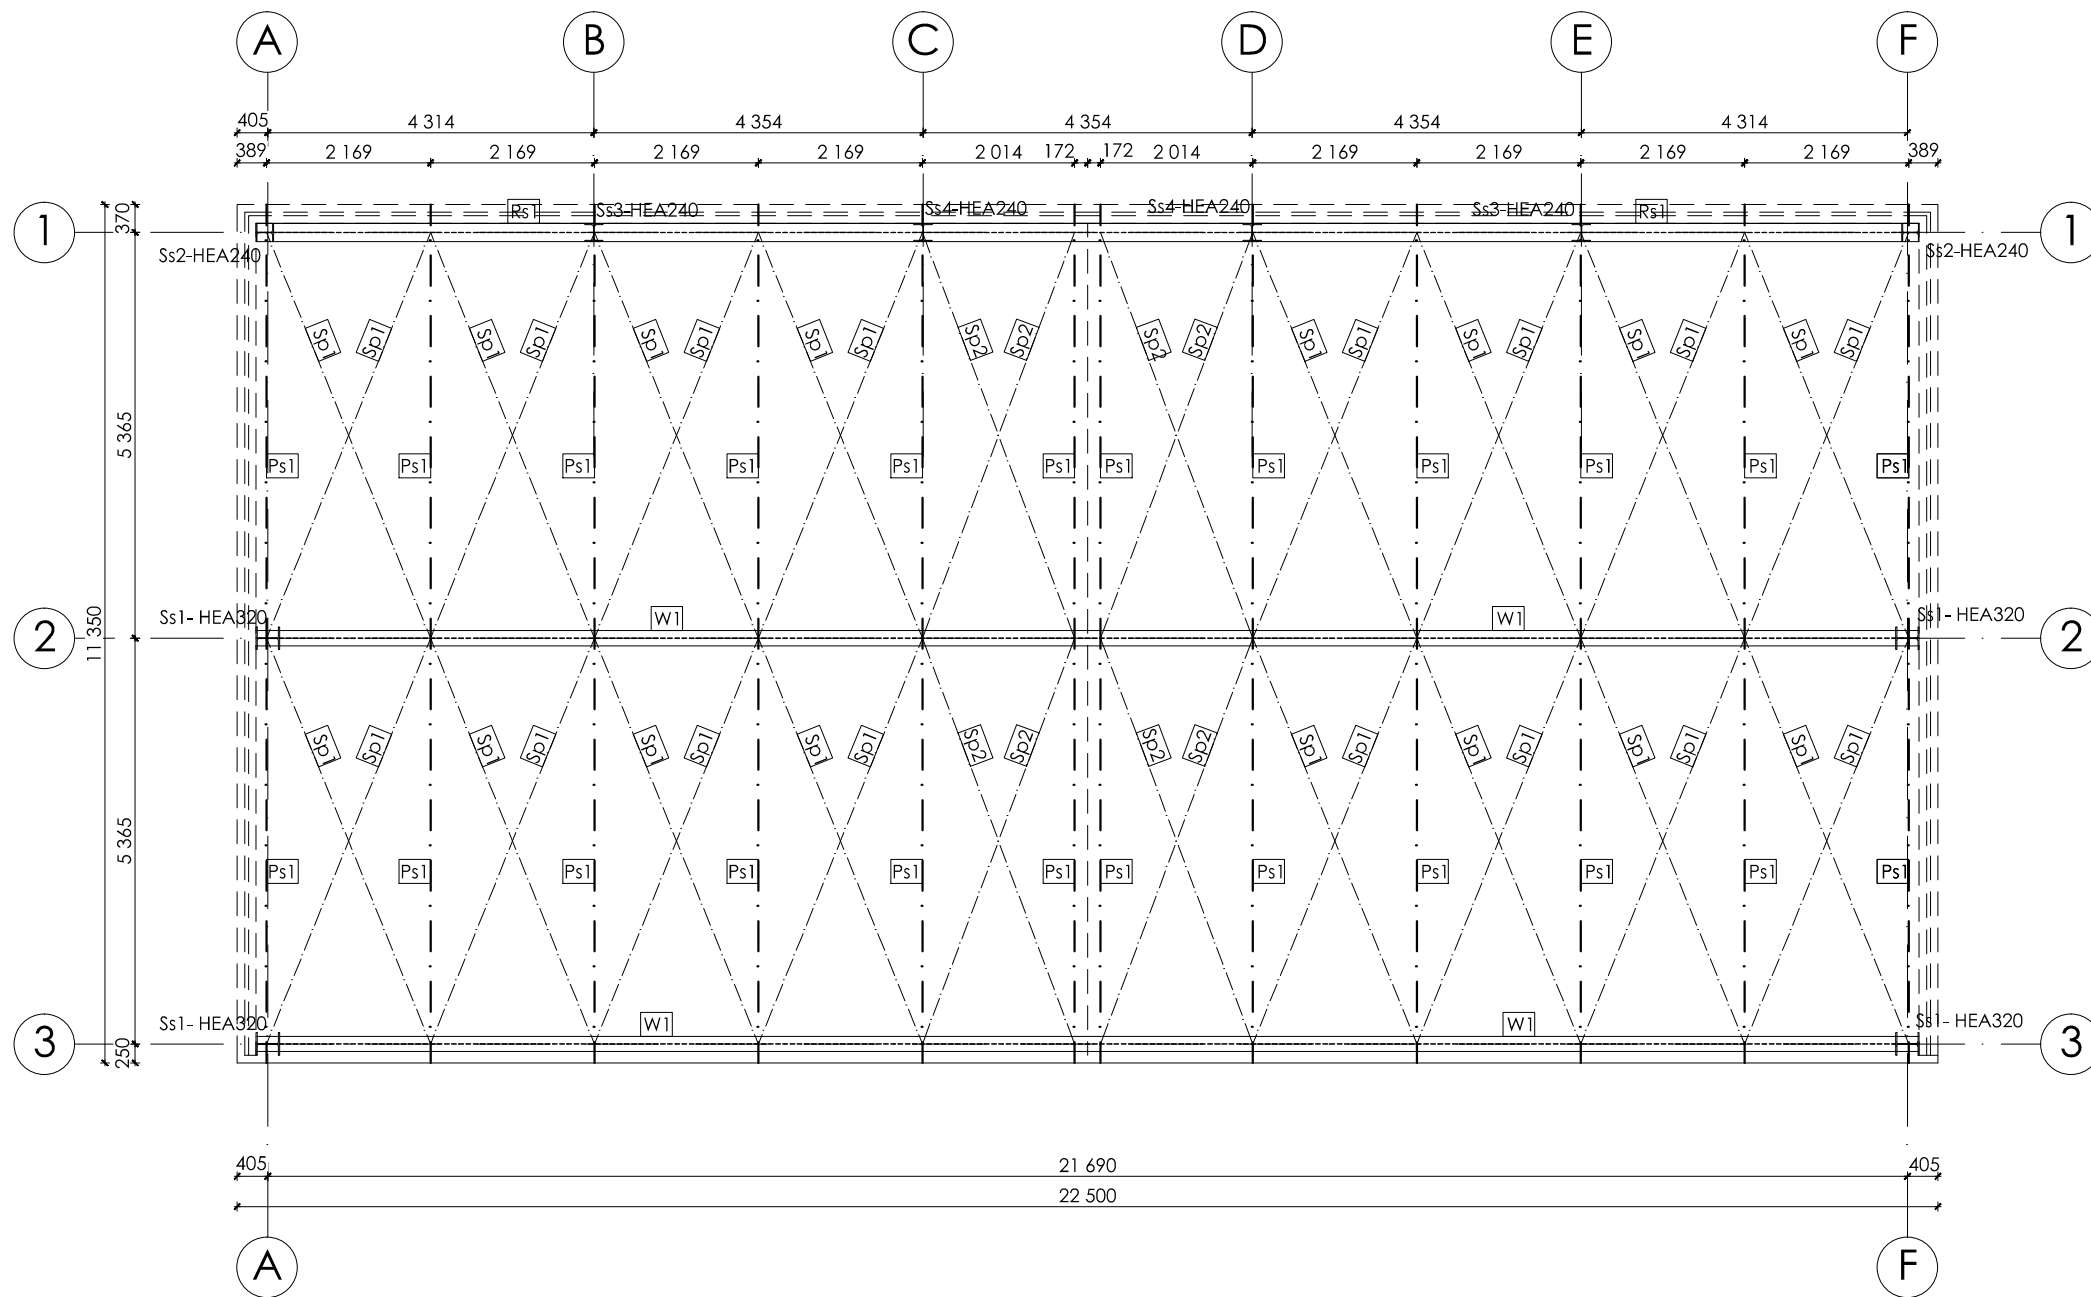 A B C D E F
405 4 314 4 354 4 354 4 354 4 314
389 2 169 2 169 2 169 2 169 2 014 172 172 2 014 2 169 2 169 2 169 2 169 389
370
Rs1 Ss3-HEA240 Ss4-HEA240 Ss4-HEA240 Ss3-HEA240 Rs1
1 1
Ss2-HEA240 Ss2-HEA240
Sp1 Sp1 Sp1 Sp1 Sp1 Sp1 Sp1 Sp1 Sp2 Sp2 Sp2 Sp2 Sp1 Sp1 Sp1 Sp1 Sp1 Sp1 Sp1 Sp1
5 365
Ps1 Ps1 Ps1 Ps1 Ps1 Ps1 Ps1 Ps1 Ps1 Ps1 Ps1 Ps1
Ss1- HEA320 W1 W1 Ss1- HEA320
2 11 350 2
Sp1 Sp1 Sp1 Sp1 Sp1 Sp1 Sp1 Sp1 Sp2 Sp2 Sp2 Sp2 Sp1 Sp1 Sp1 Sp1 Sp1 Sp1 Sp1 Sp1
5 365
Ps1 Ps1 Ps1 Ps1 Ps1 Ps1 Ps1 Ps1 Ps1 Ps1 Ps1 Ps1
Ss1- HEA320 W1 W1 Ss1- HEA320
3 250 3
405 21 690 405
22 500
A F